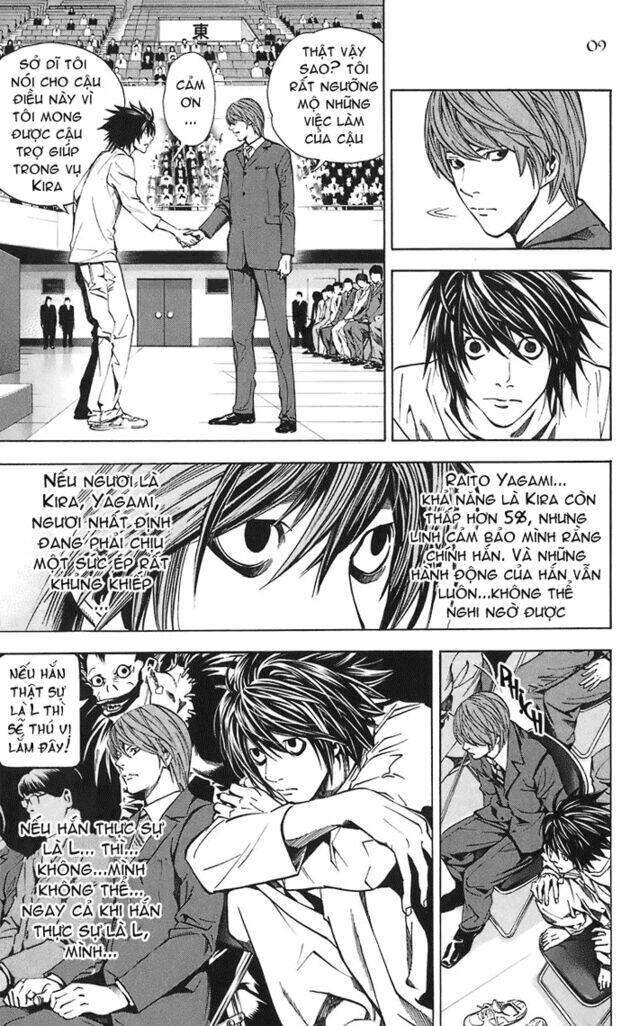 09
THẬT VẬY
SAO? TÔI
RẤT NGƯỠNG
MỘ NHỮNG
VIỆC LÀM
CỦA CẬU
CẢM
ƠN
...
SỞ DĨ TÔI
NÓI CHO CẬU
ĐIỀU NÀY VÌ
TÔI MONG
ĐƯỢC CẬU
TRỢ GIÚP
TRONG VỤ
KIRA
東
RAITO YAGAMI...
KHẢ NĂNG LÀ KIRA CÒN
THẤP HƠN 5%, NHƯNG
LINH CẢM BẢO MÌNH RẰNG
CHÍNH HẮN. VÀ NHỮNG
HÀNH ĐỘNG CỦA HẮN VẪN
LUÔN...KHÔNG THỂ
NGHI NGỜ ĐƯỢC
NẾU NGƯƠI LÀ
KIRA, YAGAMI,
NGƯƠI NHẤT ĐỊNH
ĐANG PHẢI CHỊU
MỘT SỨC ÉP RẤT
KHỦNG KHIẾP
...
PHỊCH
NẾU HẮN
THẬT SỰ
LÀ L THÌ
SẼ THÚ VỊ
LẮM ĐÂY!
NẾU HẮN THỰC SỰ
LÀ L... THÌ...
KHÔNG...MÌNH
KHÔNG THỂ...
NGAY CẢ KHI HẮN
THỰC SỰ LÀ L,
MÌNH...